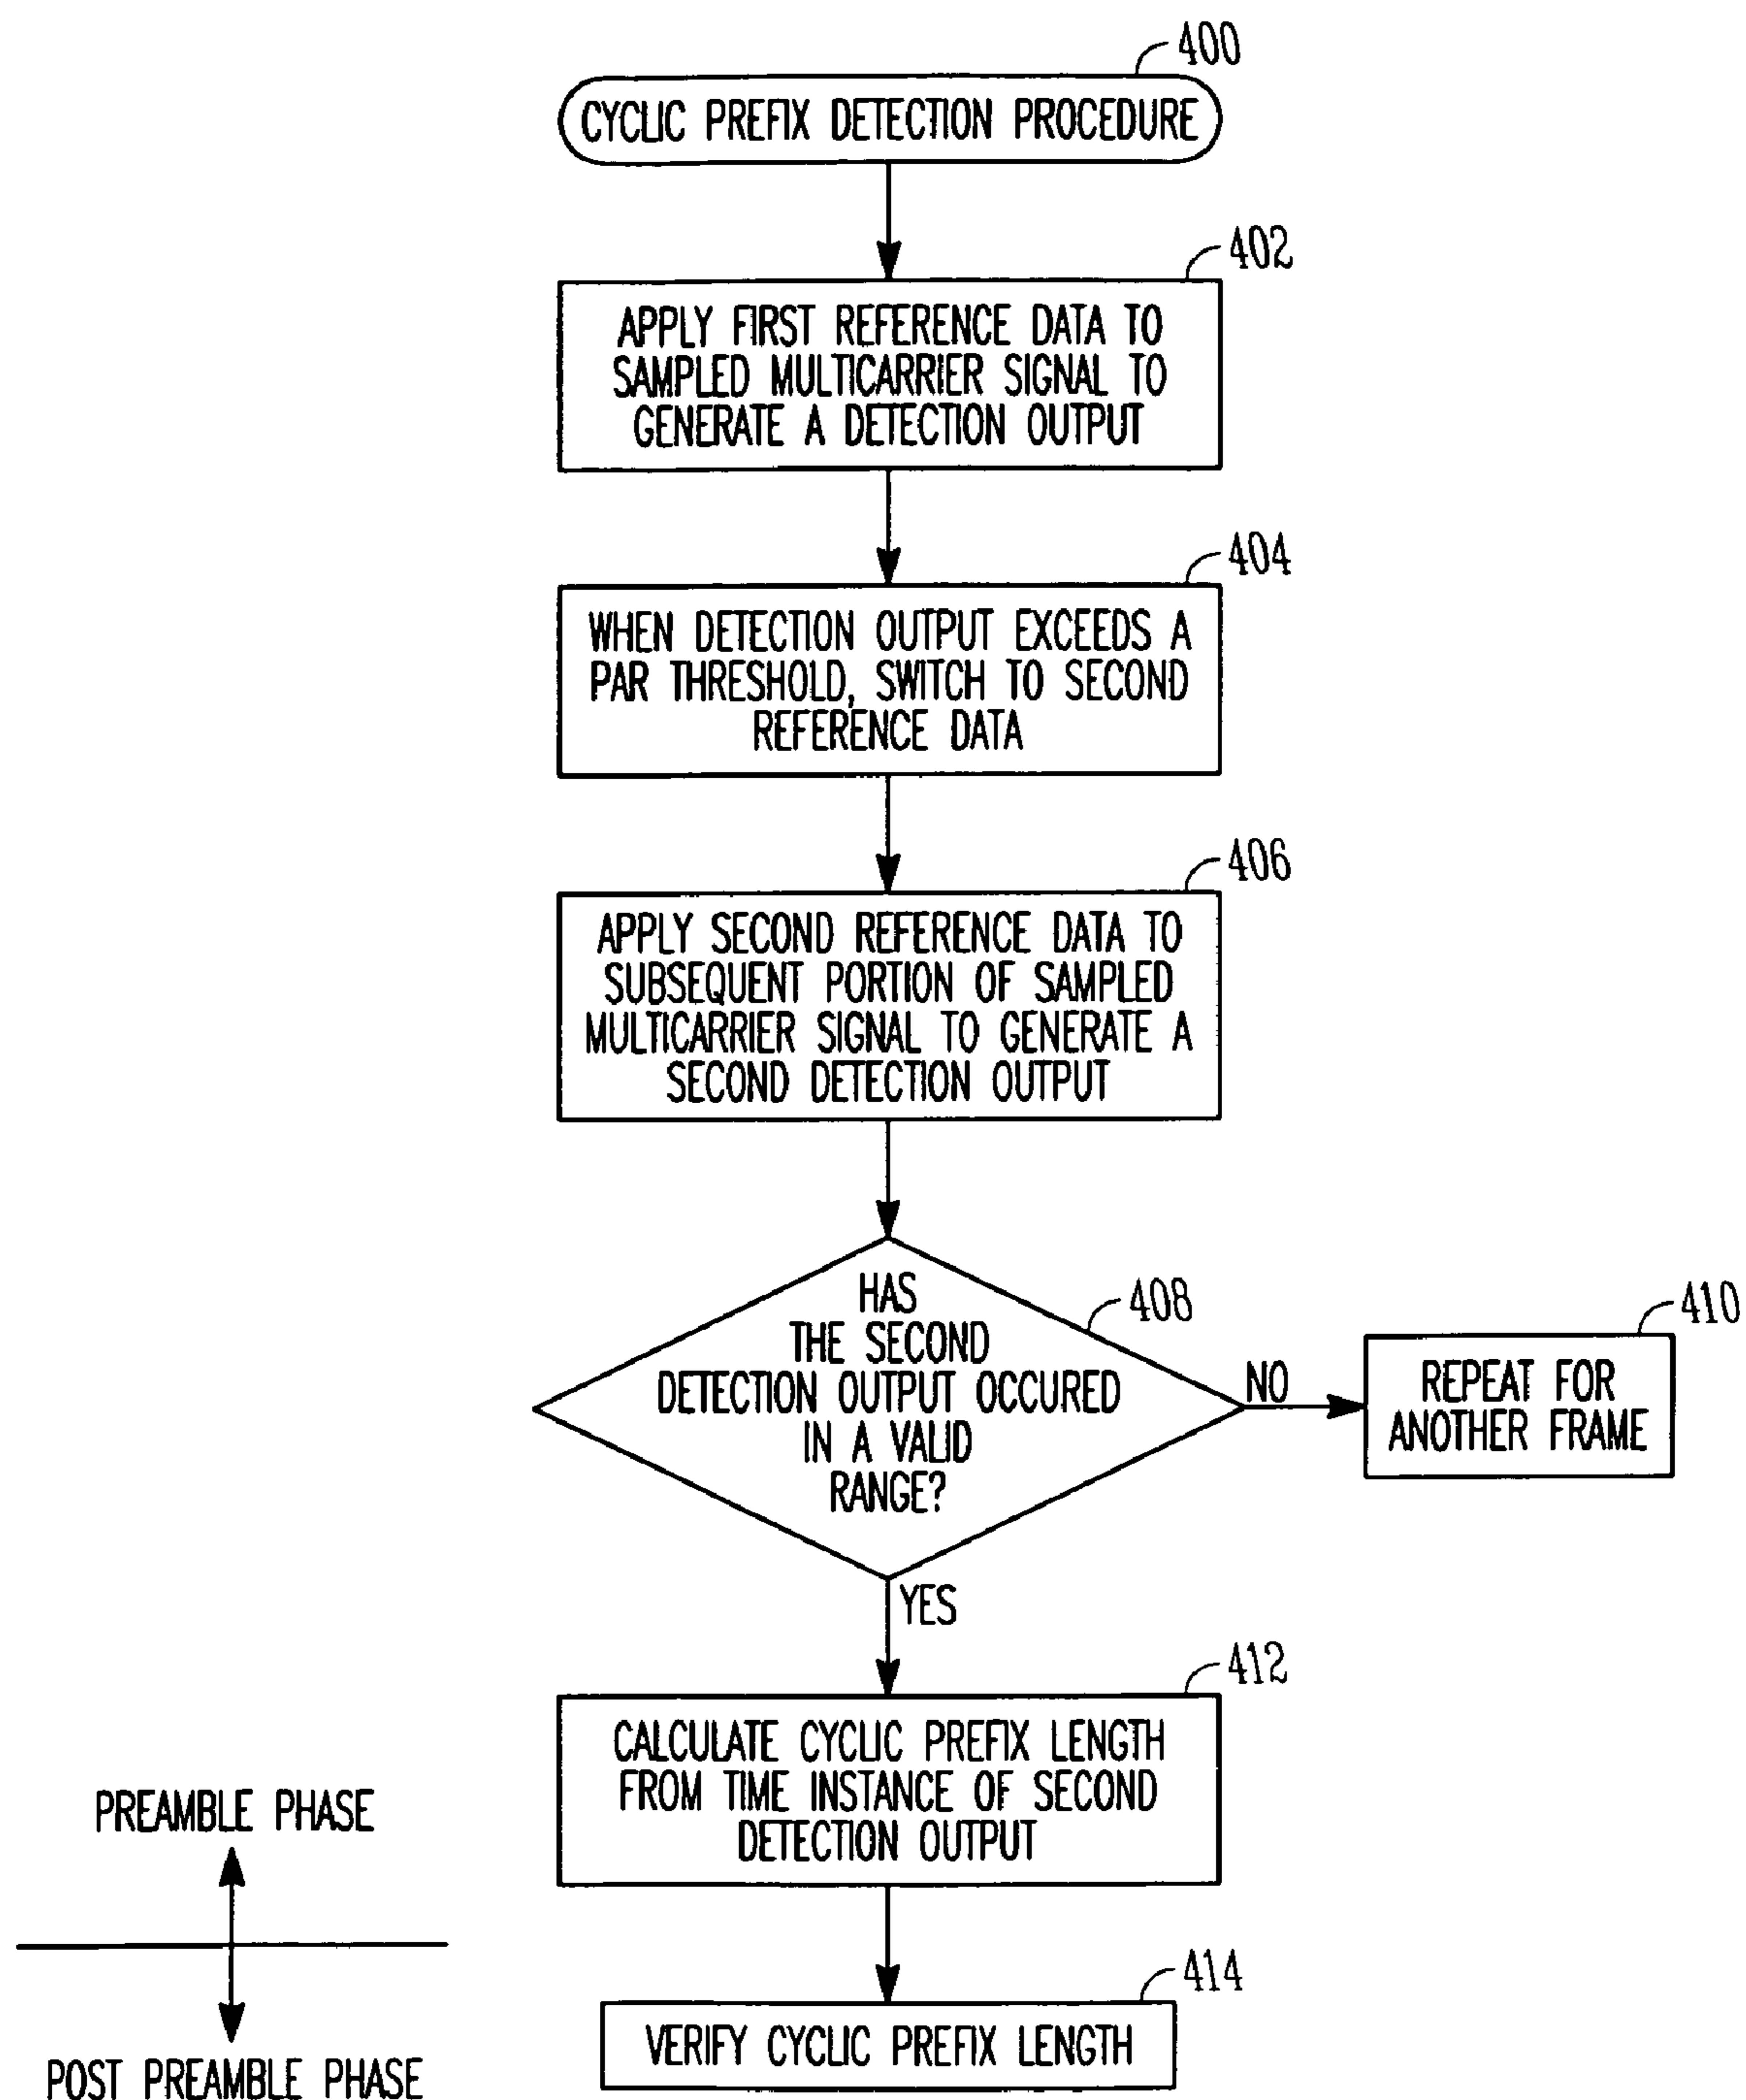 400
CYCLIC PREFIX DETECTION PROCEDURE
402
APPLY FIRST REFERENCE DATA TO
SAMPLED MULTICARRIER SIGNAL TO
GENERATE A DETECTION OUTPUT
404
WHEN DETECTION OUTPUT EXCEEDS A
PAR THRESHOLD, SWITCH TO SECOND
REFERENCE DATA
406
APPLY SECOND REFERENCE DATA TO
SUBSEQUENT PORTION OF SAMPLED
MULTICARRIER SIGNAL TO GENERATE A
SECOND DETECTION OUTPUT
408
HAS
THE SECOND
DETECTION OUTPUT OCCURED
IN A VALID
RANGE?
NO
410
REPEAT FOR
ANOTHER FRAME
YES
412
CALCULATE CYCLIC PREFIX LENGTH
FROM TIME INSTANCE OF SECOND
DETECTION OUTPUT
PREAMBLE PHASE
414
VERIFY CYCLIC PREFIX LENGTH
POST PREAMBLE PHASE